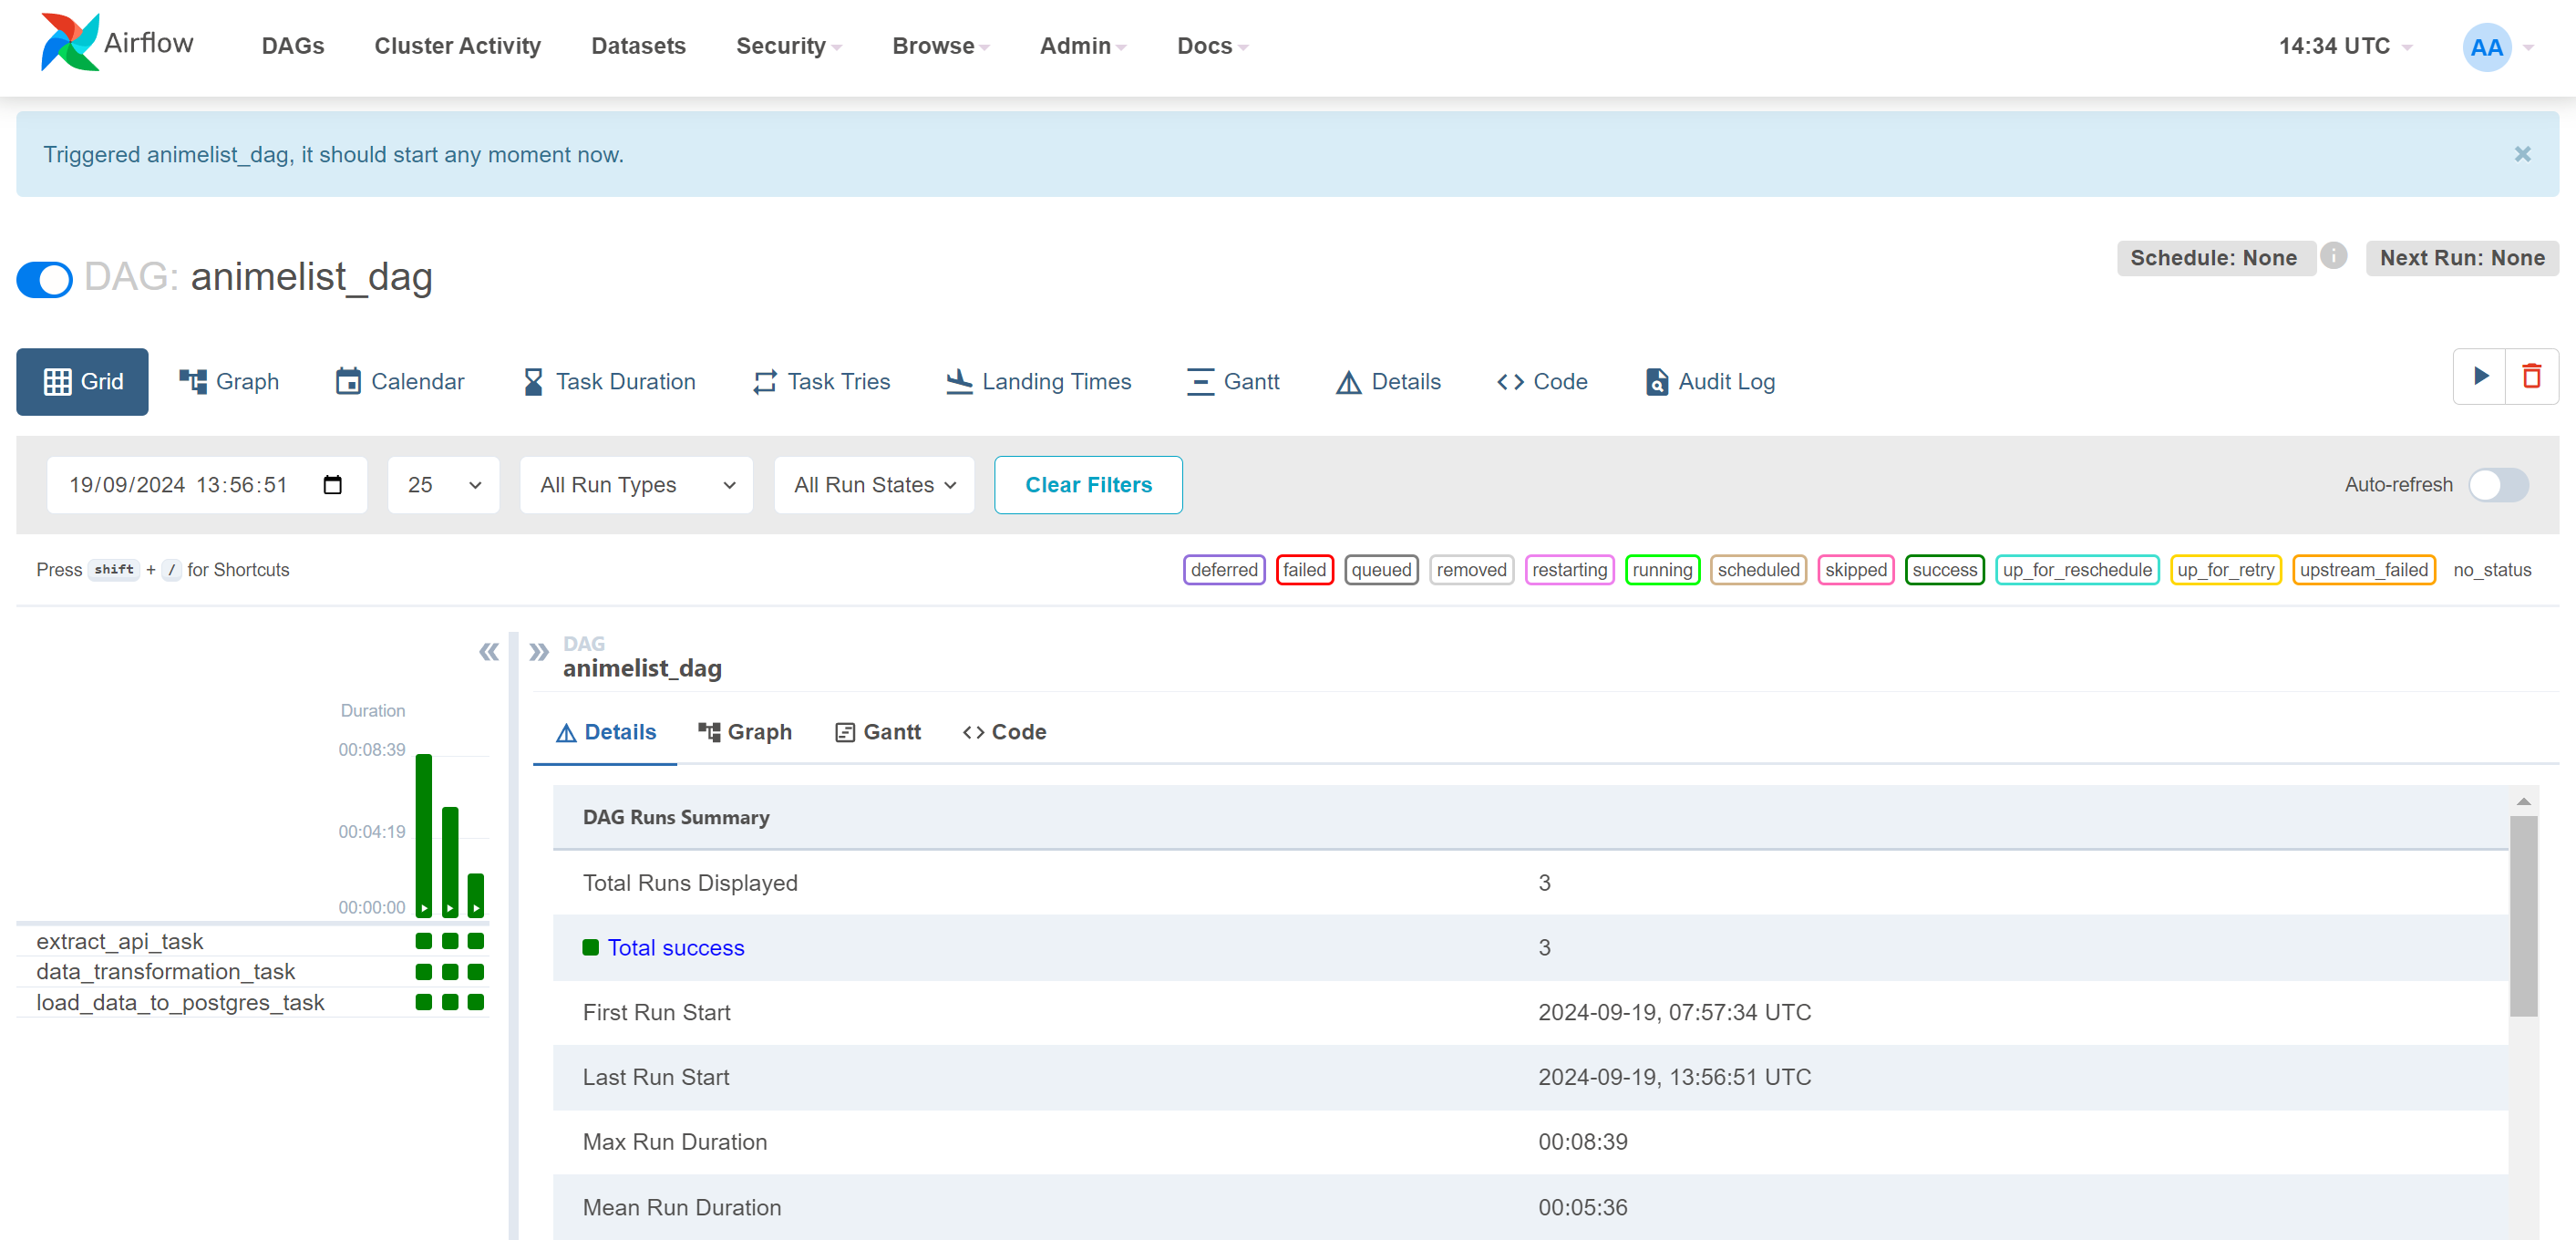 Airflow DAGs Cluster Activity Datasets Security Browse Admin Docs 14:34 UTC AA
Triggered animelist_dag, it should start any moment now. ×
DAG: animelist_dag Schedule: None i Next Run: None
Grid Graph Calendar Task Duration Task Tries Landing Times Gantt Details <> Code Audit Log
19/09/2024 13:56:51 25 All Run Types All Run States Clear Filters Auto-refresh
Press shift + / for Shortcuts deferred failed queued removed restarting running scheduled skipped success up_for_reschedule up_for_retry upstream_failed no_status
« » DAG
animelist_dag
Duration
00:08:39
00:04:19
00:00:00
extract_api_task
data_transformation_task
load_data_to_postgres_task
Details Graph Gantt <> Code
DAG Runs Summary
Total Runs Displayed 3
Total success 3
First Run Start 2024-09-19, 07:57:34 UTC
Last Run Start 2024-09-19, 13:56:51 UTC
Max Run Duration 00:08:39
Mean Run Duration 00:05:36